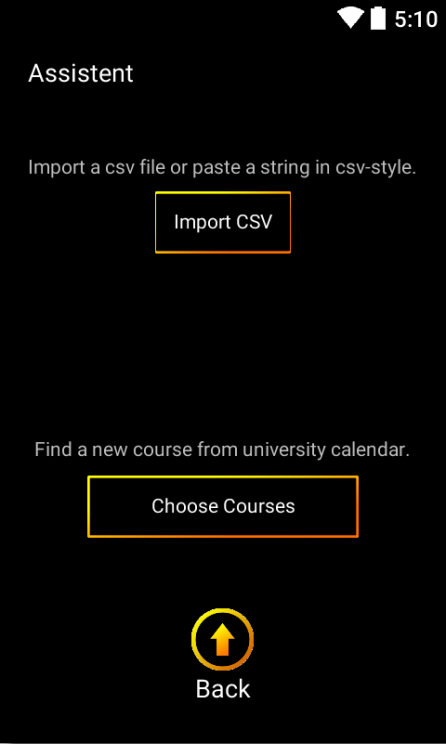 5:10
Assistent
Import a csv file or paste a string in csv-style.
Import CSV
Find a new course from university calendar.
Choose Courses
Back